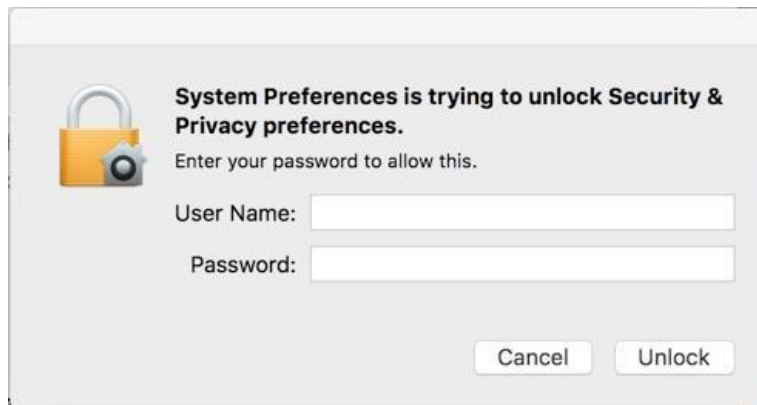 System Preferences is trying to unlock Security &
Privacy preferences.
Enter your password to allow this.
User Name:
Password:
Cancel
Unlock